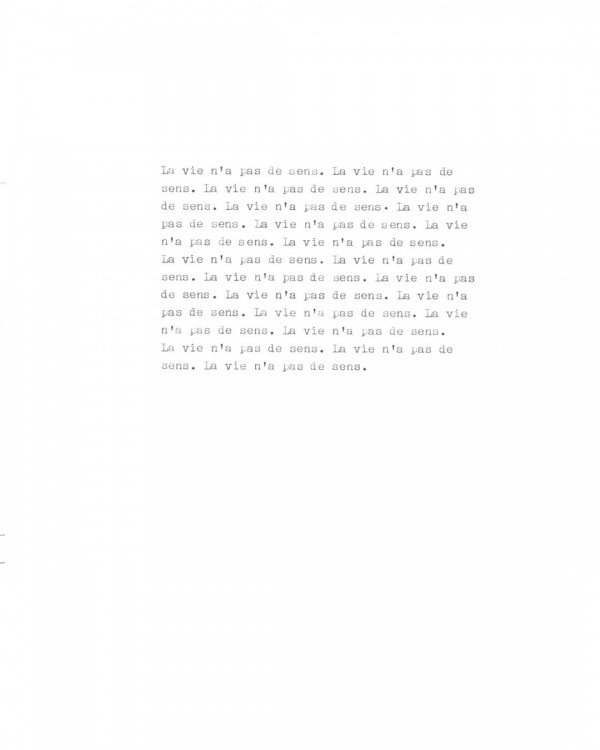 La vie n'a pas de sens. La vie n'a pas de
sens. La vie n'a pas de sens. La vie n'a pas
de sens. La vie n'a pas de sens. La vie n'a
pas de sens. La vie n'a pas de sens. La vie
n'a pas de sens. La vie n'a pas de sens.
La vie n'a pas de sens. La vie n'a pas de
sens. La vie n'a pas de sens. La vie n'a pas
de sens. La vie n'a pas de sens. La vie n'a
pas de sens. La vie n'a pas de sens. La vie
n'a pas de sens. La vie n'a pas de sens.
La vie n'a pas de sens. La vie n'a pas de
sens. La vie n'a pas de sens.